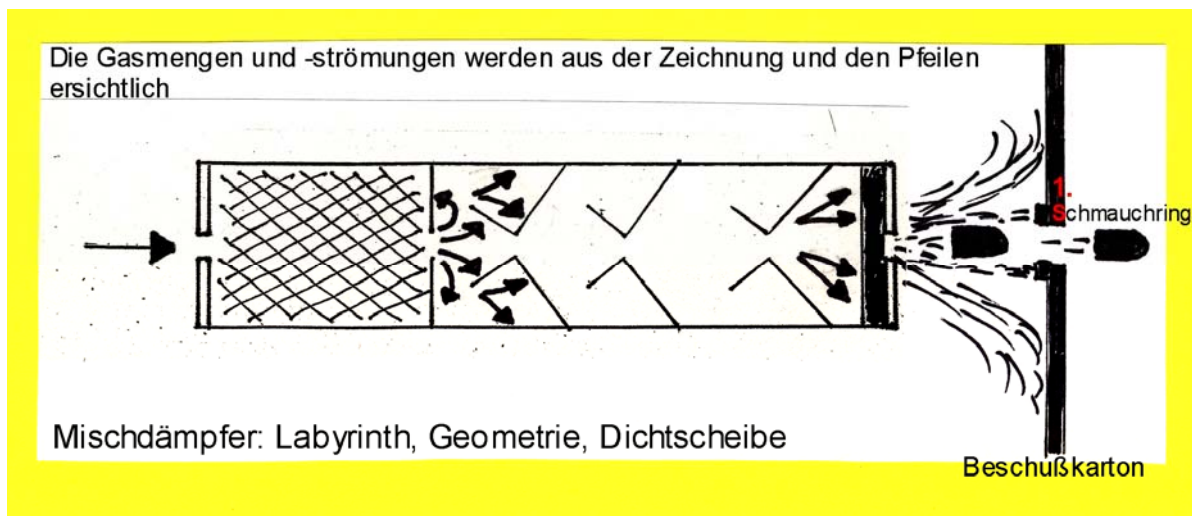 Die Gasmengen und -strömungen werden aus der Zeichnung und den Pfeilen
ersichtlich
1.
Schmauchring
Mischdämpfer: Labyrinth, Geometrie, Dichtscheibe
Beschußkarton